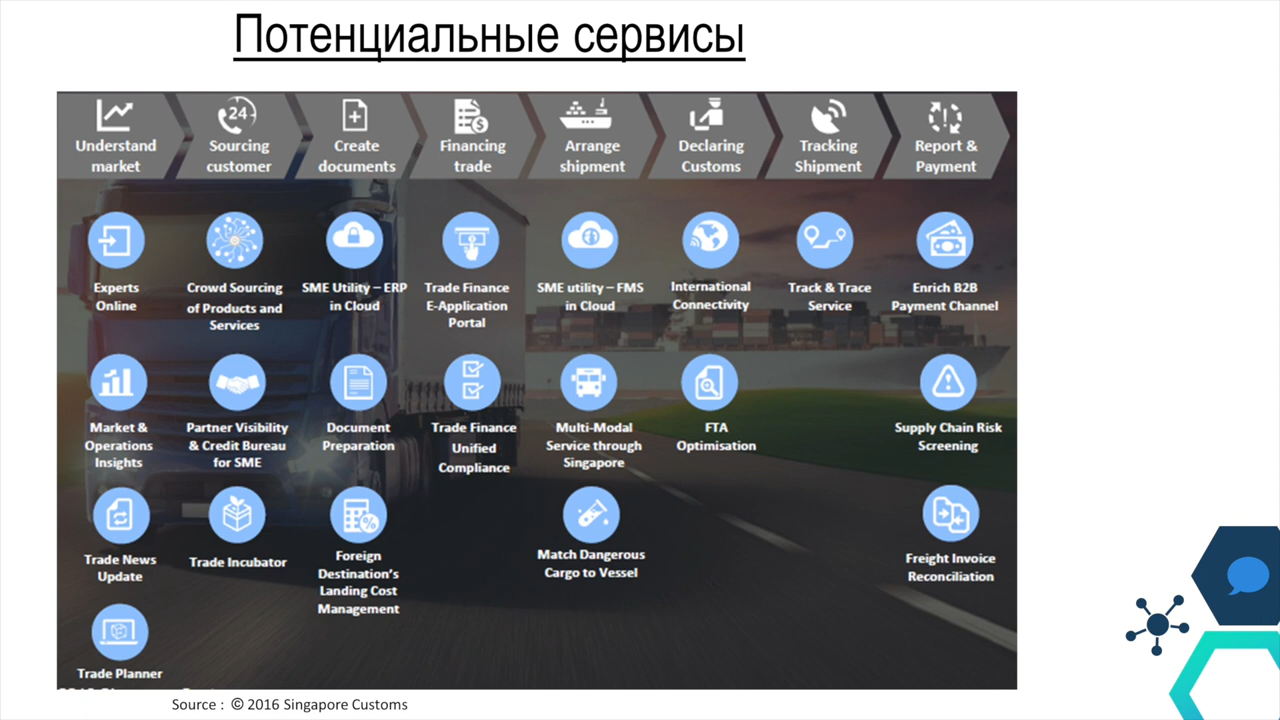 Потенциальные сервисы
Understand
market
24
Sourcing
customer
Create
documents
Financing
trade
Arrange
shipment
Declaring
Customs
Tracking
Shipment
Report &
Payment
Experts
Online
Crowd Sourcing
of Products and
Services
SME Utility – ERP
in Cloud
Trade Finance
E-Application
Portal
SME utility – FMS
in Cloud
International
Connectivity
Track & Trace
Service
Enrich B2B
Payment Channel
Market &
Operations
Insights
Partner Visibility
& Credit Bureau
for SME
Document
Preparation
Trade Finance
Unified
Compliance
Multi-Modal
Service through
Singapore
FTA
Optimisation
Supply Chain Risk
Screening
Trade News
Update
Trade Incubator
Foreign
Destination’s
Landing Cost
Management
Match Dangerous
Cargo to Vessel
Freight Invoice
Reconciliation
Trade Planner
Source : © 2016 Singapore Customs